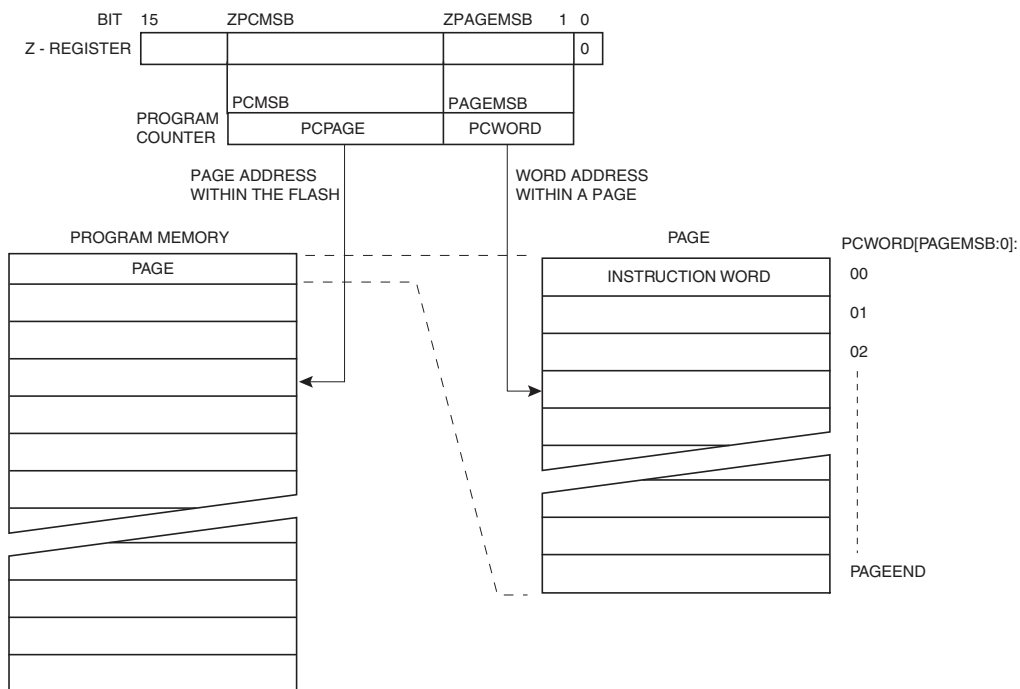 BIT 15 ZPCMSB ZPAGEMSB 1 0
Z - REGISTER 0
PCMSB PAGEMSB
PROGRAM
COUNTER
PCPAGE PCWORD
PAGE ADDRESS
WITHIN THE FLASH
WORD ADDRESS
WITHIN A PAGE
PROGRAM MEMORY
PAGE
PAGE
PCWORD[PAGEMSB:0]:
INSTRUCTION WORD
00
01
02
PAGEEND